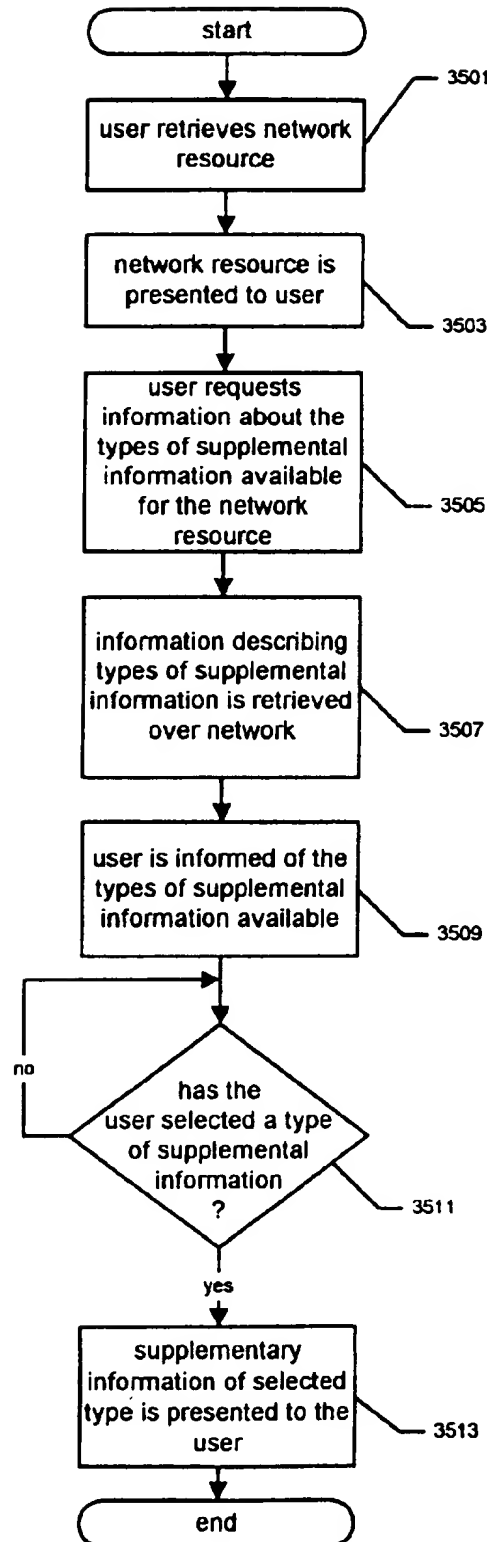 start
3501
user retrieves network
resource
network resource is
presented to user
3503
user requests
information about the
types of supplemental
information available
for the network
resource
3505
information describing
types of supplemental
information is retrieved
over network
3507
user is informed of the
types of supplemental
information available
3509
no
has the
user selected a type
of supplemental
information
?
3511
yes
supplementary
information of selected
type is presented to the
user
3513
end